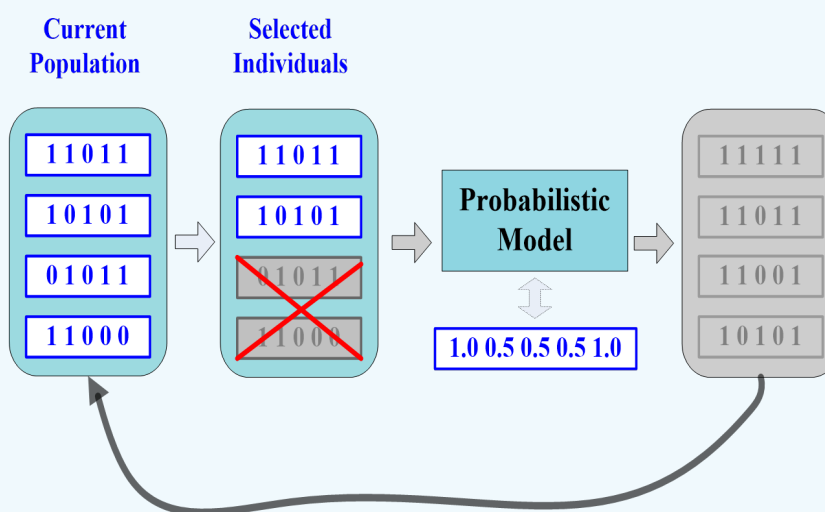 Current
Population
Selected
Individuals
1 1 0 1 1
1 0 1 0 1
0 1 0 1 1
1 1 0 0 0
1 1 0 1 1
1 0 1 0 1
0 1 0 1 1
1 1 0 0 0
Probabilistic
Model
1.0 0.5 0.5 0.5 1.0
1 1 1 1 1
1 1 0 1 1
1 1 0 0 1
1 0 1 0 1